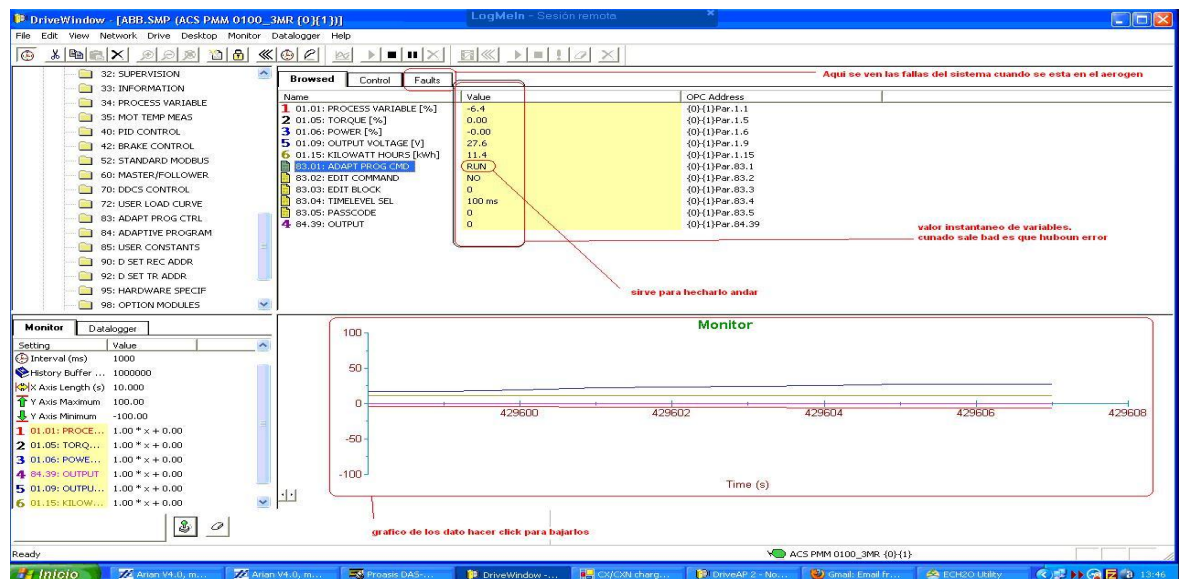 DriveWindow - [ABB.SMP (ACS PMM 0100_3MR {0}{1})]
LogMeIn - Sesión remota
File Edit View Network Drive Desktop Monitor Datalogger Help
32: SUPERVISION
33: INFORMATION
34: PROCESS VARIABLE
35: MOT TEMP MEAS
40: PID CONTROL
42: BRAKE CONTROL
52: STANDARD MODBUS
60: MASTER/FOLLOWER
70: DDCS CONTROL
72: USER LOAD CURVE
83: ADAPT PROG CTRL
84: ADAPTIVE PROGRAM
85: USER CONSTANTS
90: D SET REC ADDR
92: D SET TR ADDR
95: HARDWARE SPECIF
98: OPTION MODULES
Browsed Control Faults
Aqui se ven las fallas del sistema cuando se esta en el aerogen
Name Value OPC Address
1 01.01: PROCESS VARIABLE [%] -6.4 {0}{1}Par.1.1
2 01.05: TORQUE [%] 0.00 {0}{1}Par.1.5
3 01.06: POWER [%] -0.00 {0}{1}Par.1.6
5 01.09: OUTPUT VOLTAGE [V] 27.6 {0}{1}Par.1.9
6 01.15: KILOWATT HOURS [kWh] 11.4 {0}{1}Par.1.15
83.01: ADAPT PROG CMD RUN {0}{1}Par.83.1
83.02: EDIT COMMAND NO {0}{1}Par.83.2
83.03: EDIT BLOCK 0 {0}{1}Par.83.3
83.04: TIMELEVEL SEL 100 ms {0}{1}Par.83.4
83.05: PASSCODE 0 {0}{1}Par.83.5
4 84.39: OUTPUT 0 {0}{1}Par.84.39
valor instantaneo de variables.
cunado sale bad es que huboun error
sirve para hecharlo andar
Monitor Datalogger
Setting Value
Interval (ms) 1000
History Buffer ... 1000000
X Axis Length (s) 10.000
Y Axis Maximum 100.00
Y Axis Minimum -100.00
1 01.01: PROCE... 1.00 * x + 0.00
2 01.05: TORQ... 1.00 * x + 0.00
3 01.06: POWE... 1.00 * x + 0.00
4 84.39: OUTPUT 1.00 * x + 0.00
5 01.09: OUTPU... 1.00 * x + 0.00
6 01.15: KILOW... 1.00 * x + 0.00
Monitor
100
50
0
-50
-100
429600 429602 429604 429606 429608
Time (s)
grafico de los dato hacer click para bajarlos
Ready
ACS PMM 0100_3MR {0}{1}
Inicio
Arian V4.0, m...
Arian V4.0, m...
Proasis DAS-...
DriveWindow -...
CX/CXN charg...
DriveAP 2 - No...
Gmail: Email fr...
ECH2O Utility
13:46